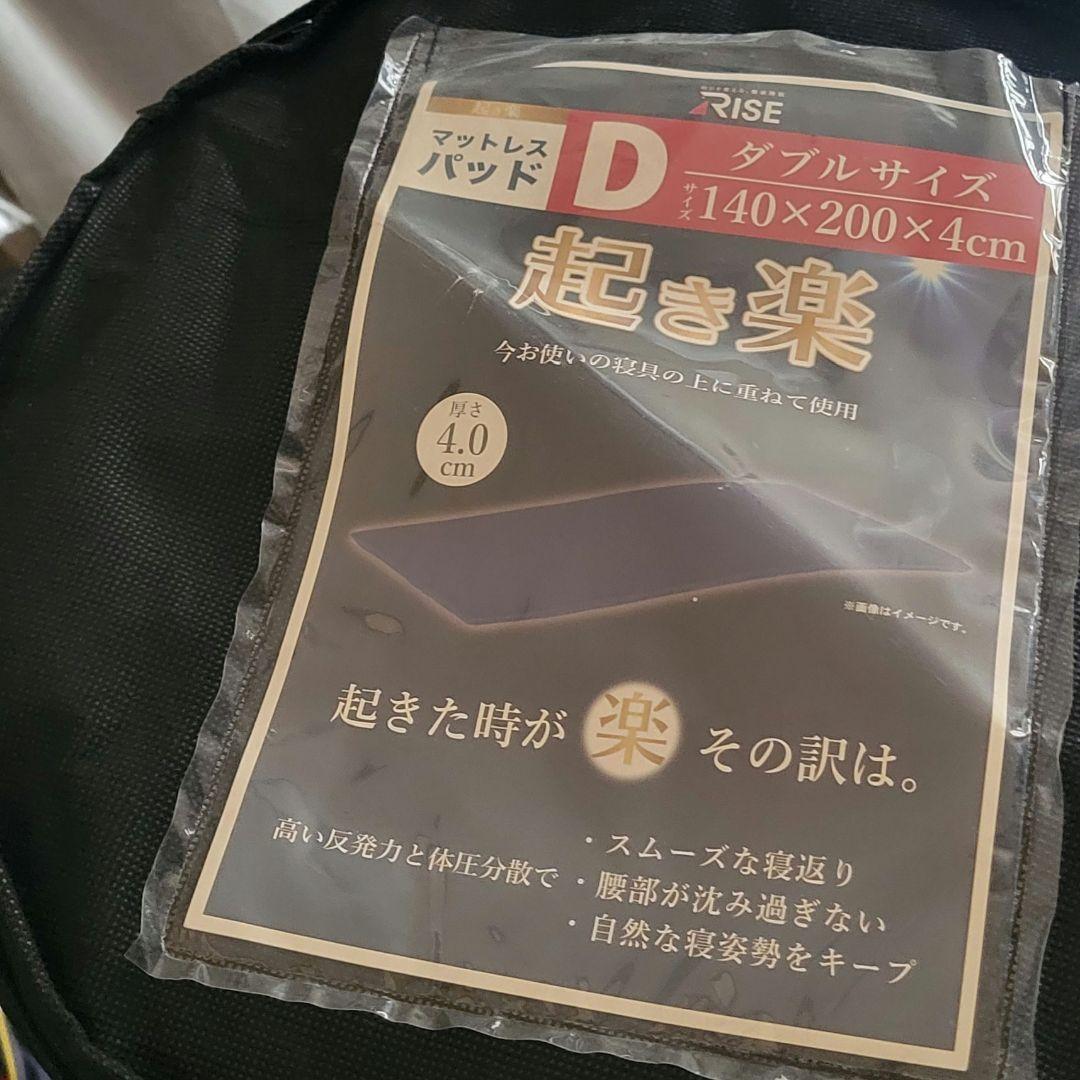 RISE
起き楽
マットレス
パッド
D
ダブルサイズ
サイズ 140×200×4cm
起き楽
今お使いの寝具の上に重ねて使用
厚さ
4.0
cm
※画像はイメージです。
起きた時が 楽 その訳は。
高い反発力と体圧分散で
・スムーズな寝返り
・腰部が沈み過ぎない
・自然な寝姿勢をキープ